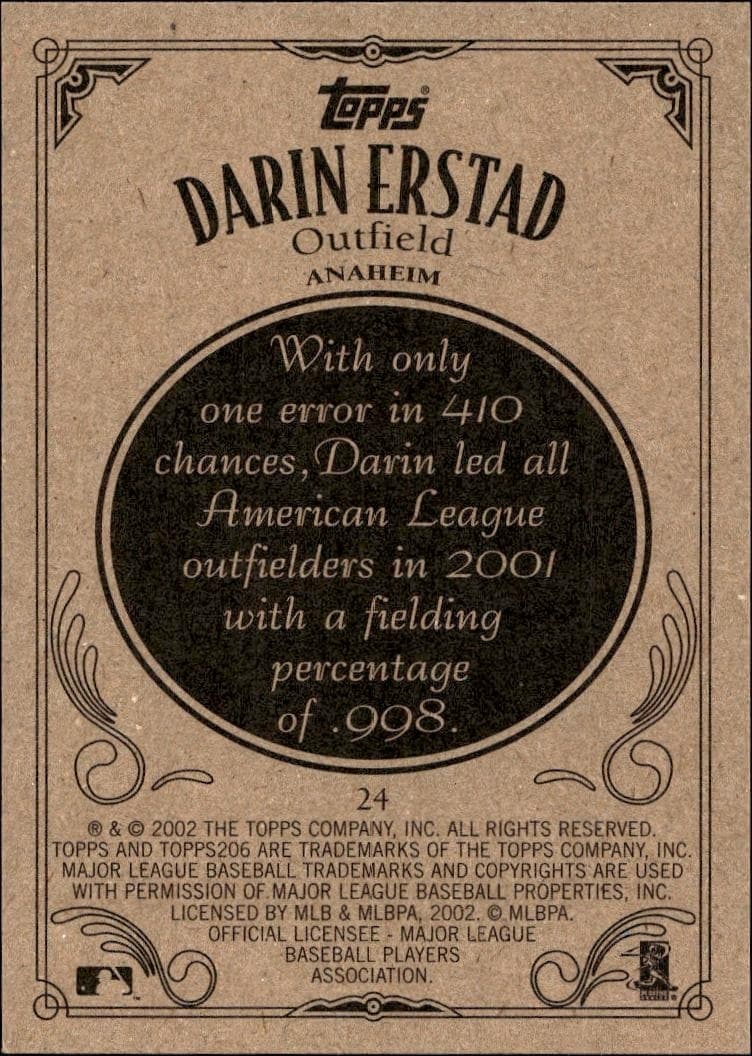 Topps®
DARIN ERSTAD
Outfield
ANAHEIM
With only
one error in 410
chances, Darin led all
American League
outfielders in 2001
with a fielding
percentage
of .998.
24
® & © 2002 THE TOPPS COMPANY, INC. ALL RIGHTS RESERVED.
TOPPS AND TOPPS206 ARE TRADEMARKS OF THE TOPPS COMPANY, INC.
MAJOR LEAGUE BASEBALL TRADEMARKS AND COPYRIGHTS ARE USED
WITH PERMISSION OF MAJOR LEAGUE BASEBALL PROPERTIES, INC.
LICENSED BY MLB & MLBPA, 2002. © MLBPA.
OFFICIAL LICENSEE - MAJOR LEAGUE
BASEBALL PLAYERS
ASSOCIATION.